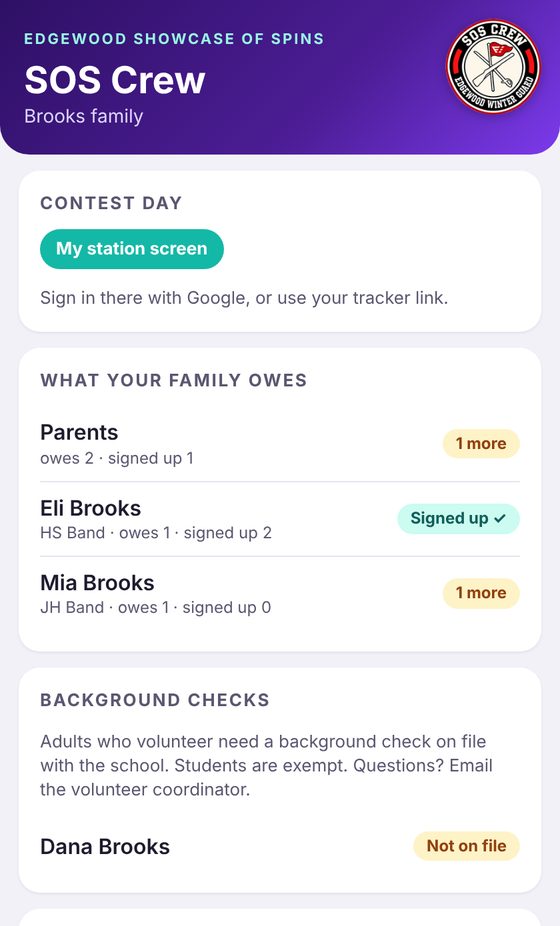 EDGEWOOD SHOWCASE OF SPINS
SOS Crew
Brooks family
SOS CREW
EDGEWOOD WINTER GUARD
CONTEST DAY
My station screen
Sign in there with Google, or use your tracker link.
WHAT YOUR FAMILY OWES
Parents
owes 2 · signed up 1
1 more
Eli Brooks
HS Band · owes 1 · signed up 2
Signed up ✓
Mia Brooks
JH Band · owes 1 · signed up 0
1 more
BACKGROUND CHECKS
Adults who volunteer need a background check on file
with the school. Students are exempt. Questions? Email
the volunteer coordinator.
Dana Brooks
Not on file